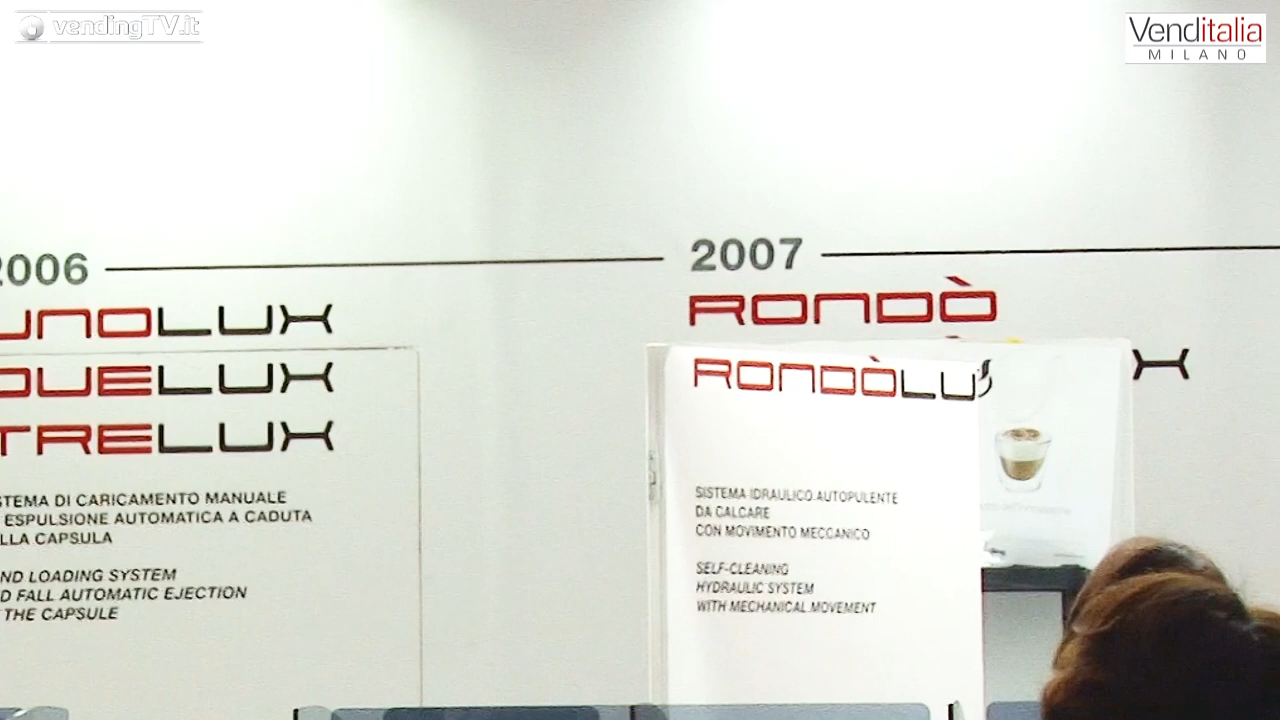 vendingTV.it
Venditalia
MILANO
2006
UNOLUX
DUELUX
TRELUX
STEMA DI CARICAMENTO MANUALE
ESPULSIONE AUTOMATICA A CADUTA
LLA CAPSULA
ND LOADING SYSTEM
D FALL AUTOMATIC EJECTION
THE CAPSULE
2007
RONDÒ
X
RONDÒLU
SISTEMA IDRAULICO AUTOPULENTE
DA CALCARE
CON MOVIMENTO MECCANICO
SELF-CLEANING
HYDRAULIC SYSTEM
WITH MECHANICAL MOVEMENT